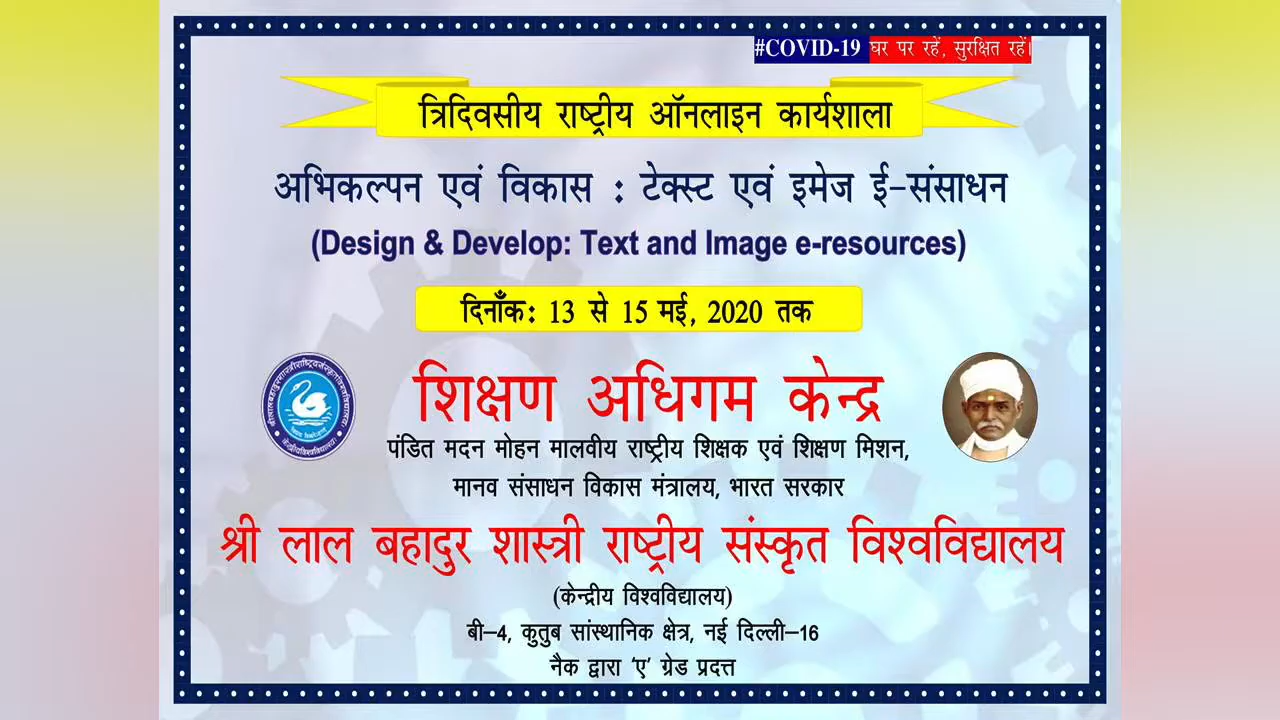 #COVID-19 घर पर रहें, सुरक्षित रहें।
त्रिदिवसीय राष्ट्रीय ऑनलाइन कार्यशाला
अभिकल्पन एवं विकास : टेक्स्ट एवं इमेज ई-संसाधन
(Design & Develop: Text and Image e-resources)
दिनाँक: 13 से 15 मई, 2020 तक
शिक्षण अधिगम केन्द्र
पंडित मदन मोहन मालवीय राष्ट्रीय शिक्षक एवं शिक्षण मिशन,
मानव संसाधन विकास मंत्रालय, भारत सरकार
श्री लाल बहादुर शास्त्री राष्ट्रीय संस्कृत विश्वविद्यालय
(केन्द्रीय विश्वविद्यालय)
बी–4, कुतुब सांस्थानिक क्षेत्र, नई दिल्ली–16
नैक द्वारा ‘ए’ ग्रेड प्रदत्त